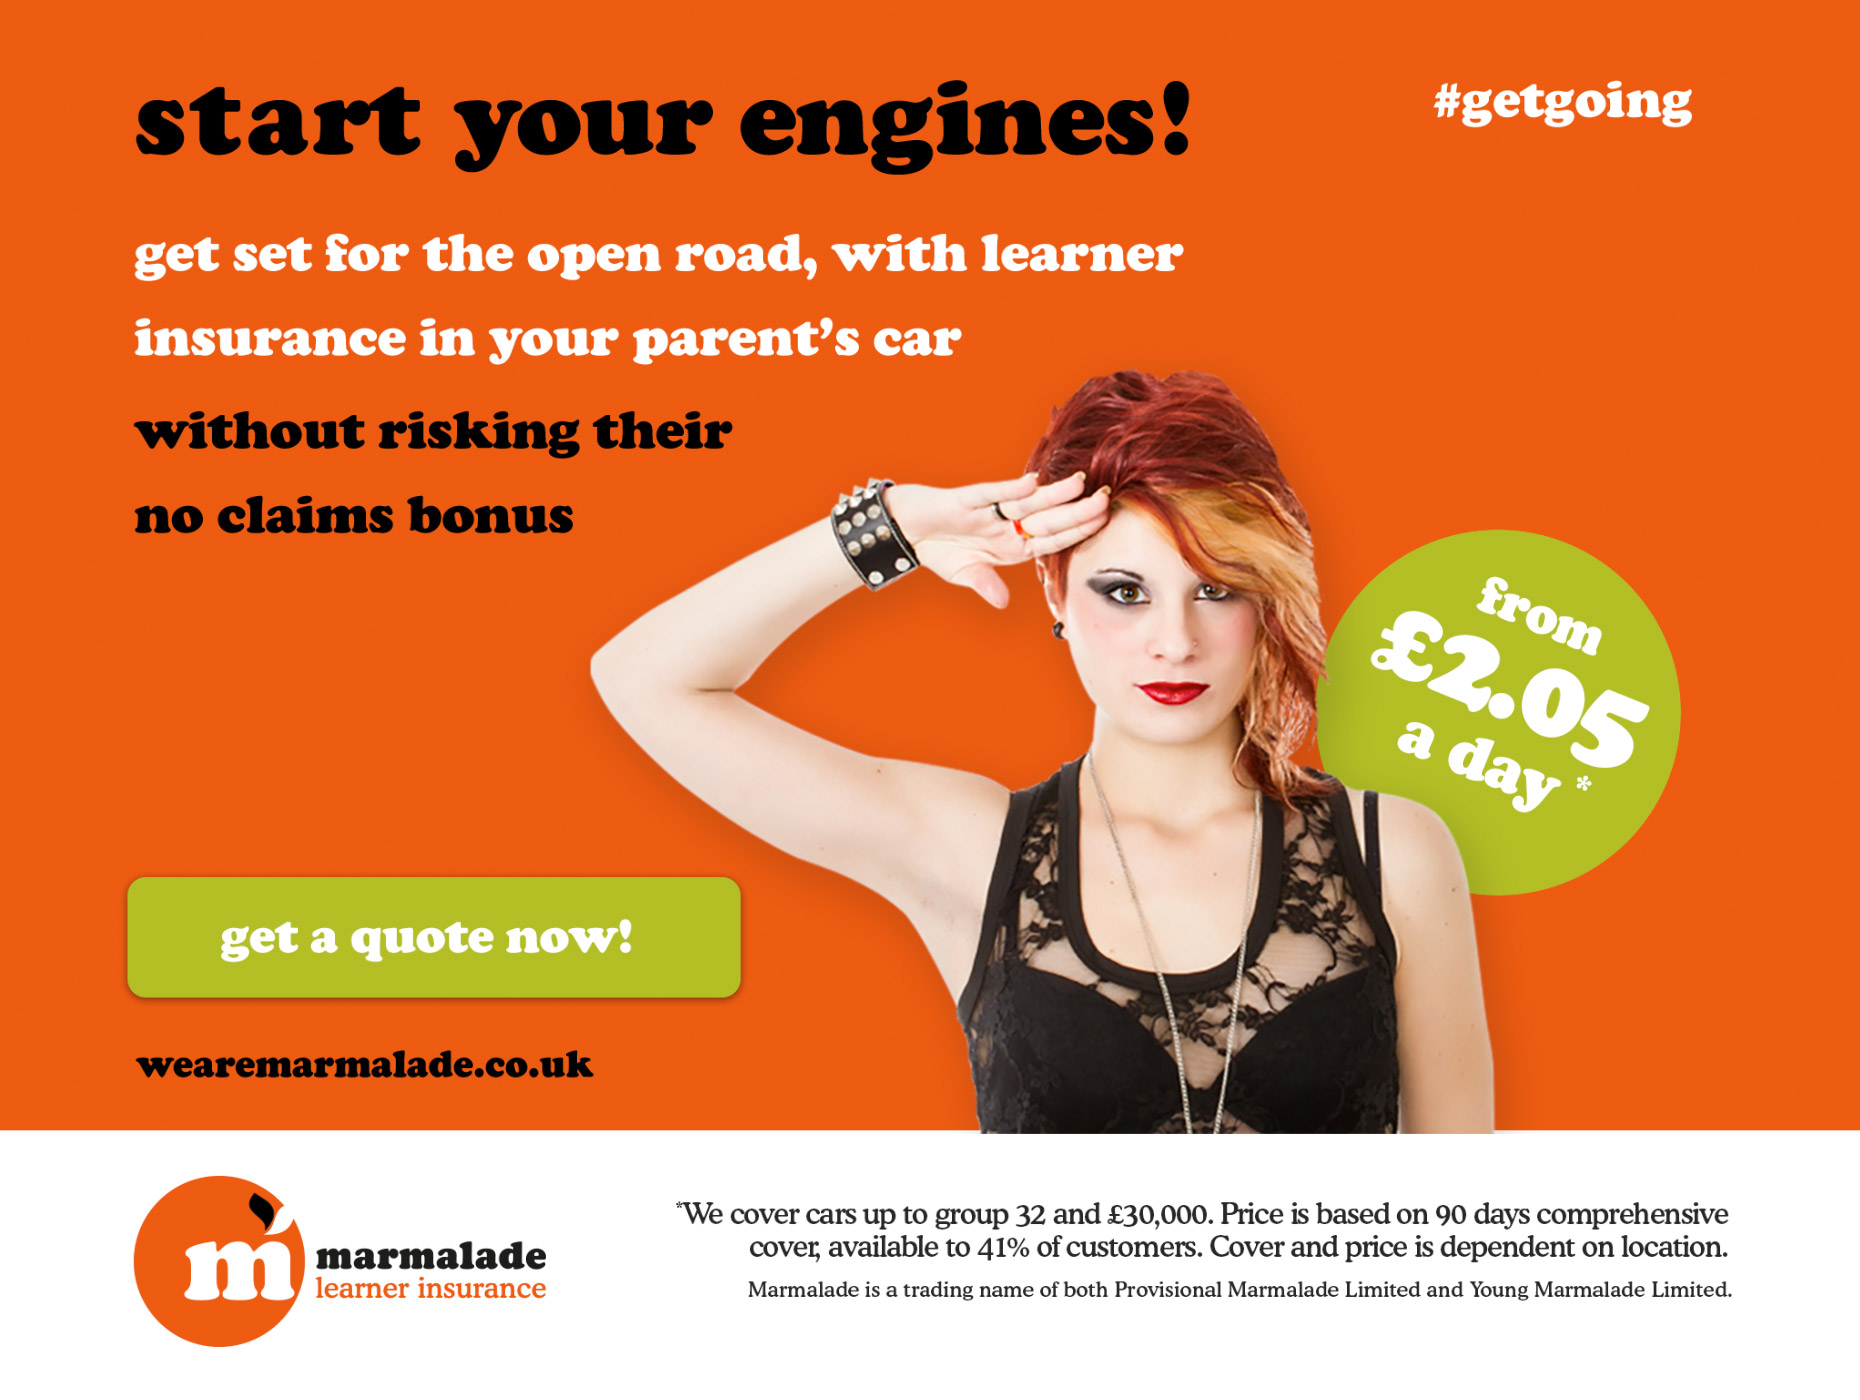 start your engines!
#getgoing
get set for the open road, with learner
insurance in your parent's car
without risking their
no claims bonus
from
£2.05
a day*
get a quote now!
wearemarmalade.co.uk
m
marmalade
learner insurance
*We cover cars up to group 32 and £30,000. Price is based on 90 days comprehensive
cover, available to 41% of customers. Cover and price is dependent on location.
Marmalade is a trading name of both Provisional Marmalade Limited and Young Marmalade Limited.